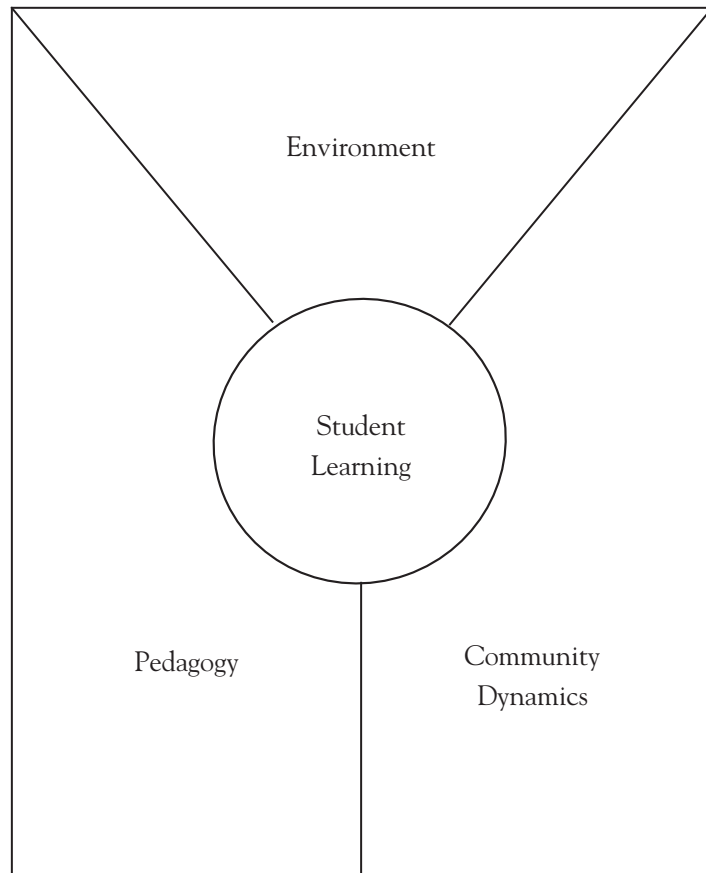 Environment
Student
Learning
Pedagogy
Community
Dynamics